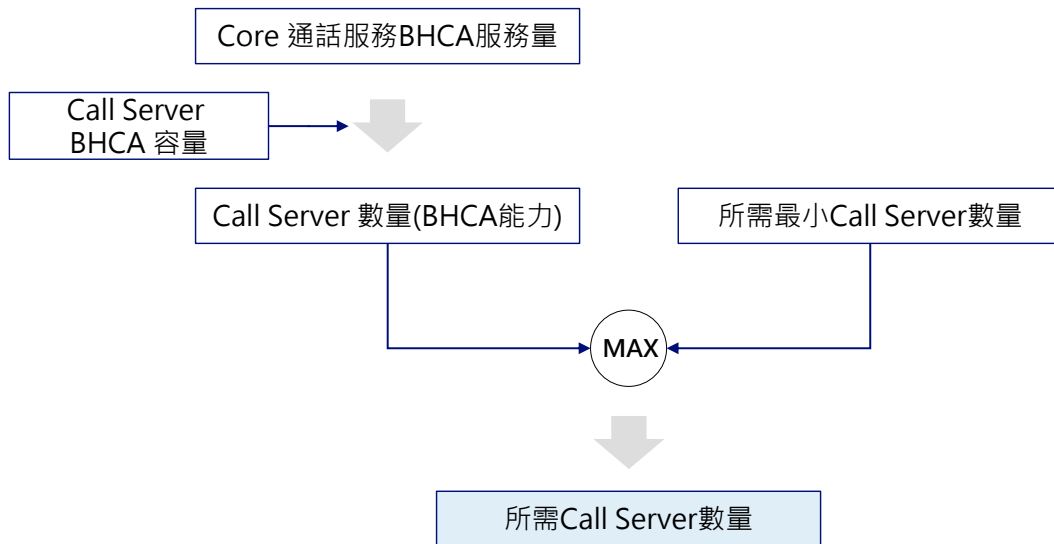 Core 通話服務BHCA服務量
Call Server
BHCA 容量
Call Server 數量(BHCA能力)
所需最小Call Server數量
MAX
所需Call Server數量